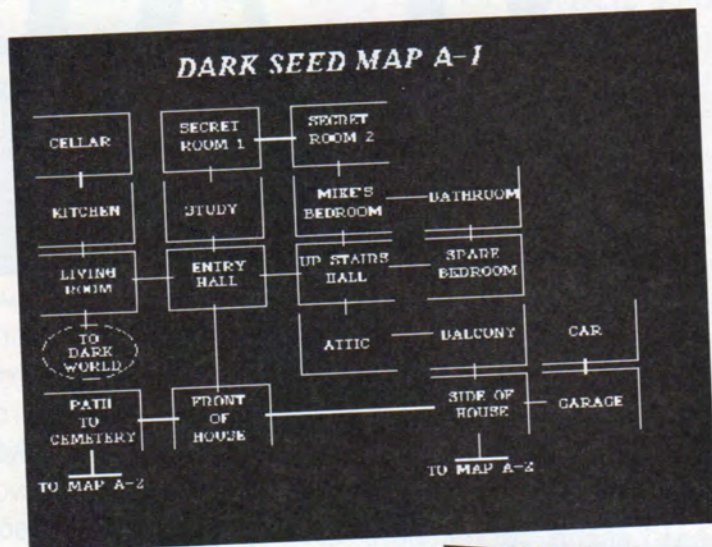 DARK SEED MAP A-1
CELLAR
SECRET
ROOM 1
SECRET
ROOM 2
KITCHEN
STUDY
MIKE'S
BEDROOM
BATHROOM
LIVING
ROOM
ENTRY
HALL
UP STAIRS
HALL
SPARE
BEDROOM
TO
DARK
WORLD
ATTIC
BALCONY
CAR
PATH
TO
CEMETERY
FRONT
OF
HOUSE
SIDE OF
HOUSE
GARAGE
TO MAP A-2
TO MAP A-2